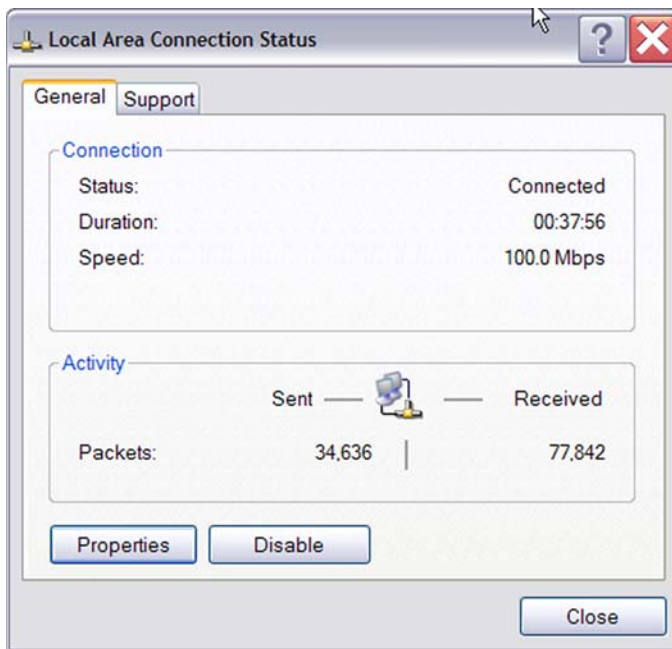 Local Area Connection Status
General Support
Connection
Status: Connected
Duration: 00:37:56
Speed: 100.0 Mbps
Activity
Sent Received
Packets: 34,636 77,842
Properties Disable
Close